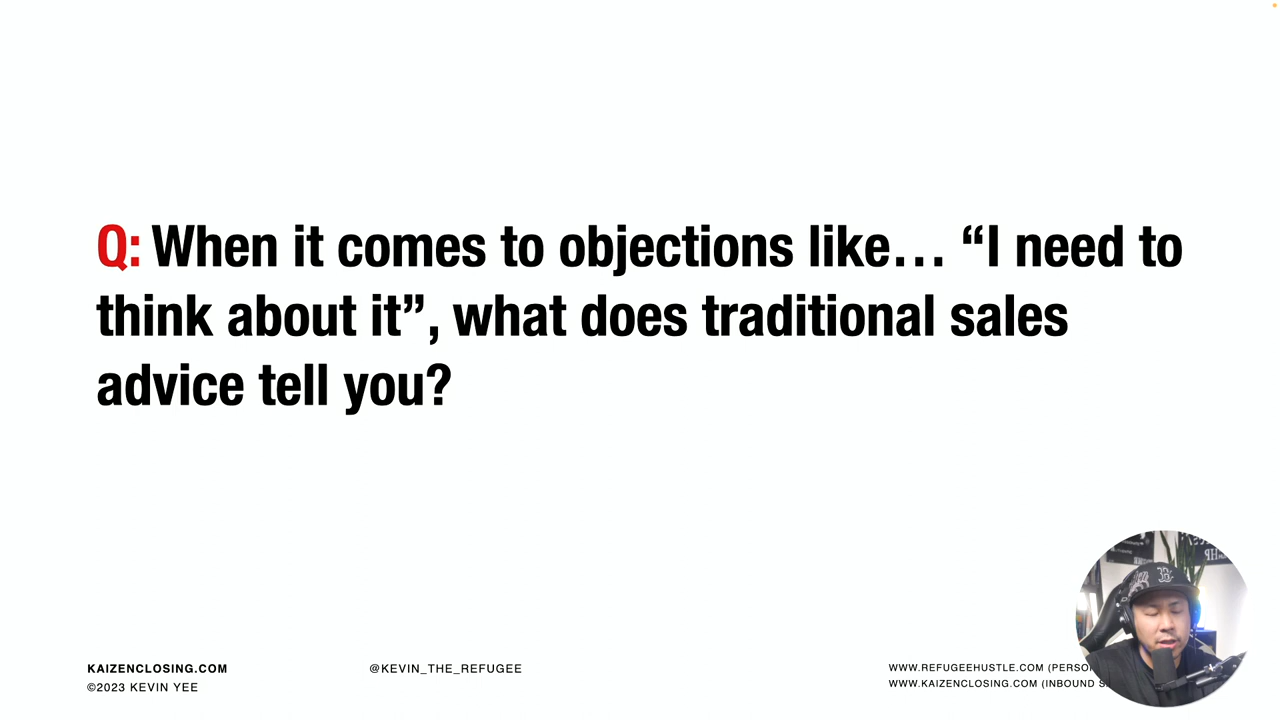 Q: When it comes to objections like… “I need to
think about it”, what does traditional sales
advice tell you?
KAIZENCLOSING.COM
©2023 KEVIN YEE
@KEVIN_THE_REFUGEE
WWW.REFUGEEHUSTLE.COM
WWW.KAIZENCLOSING.COM (INBOUND